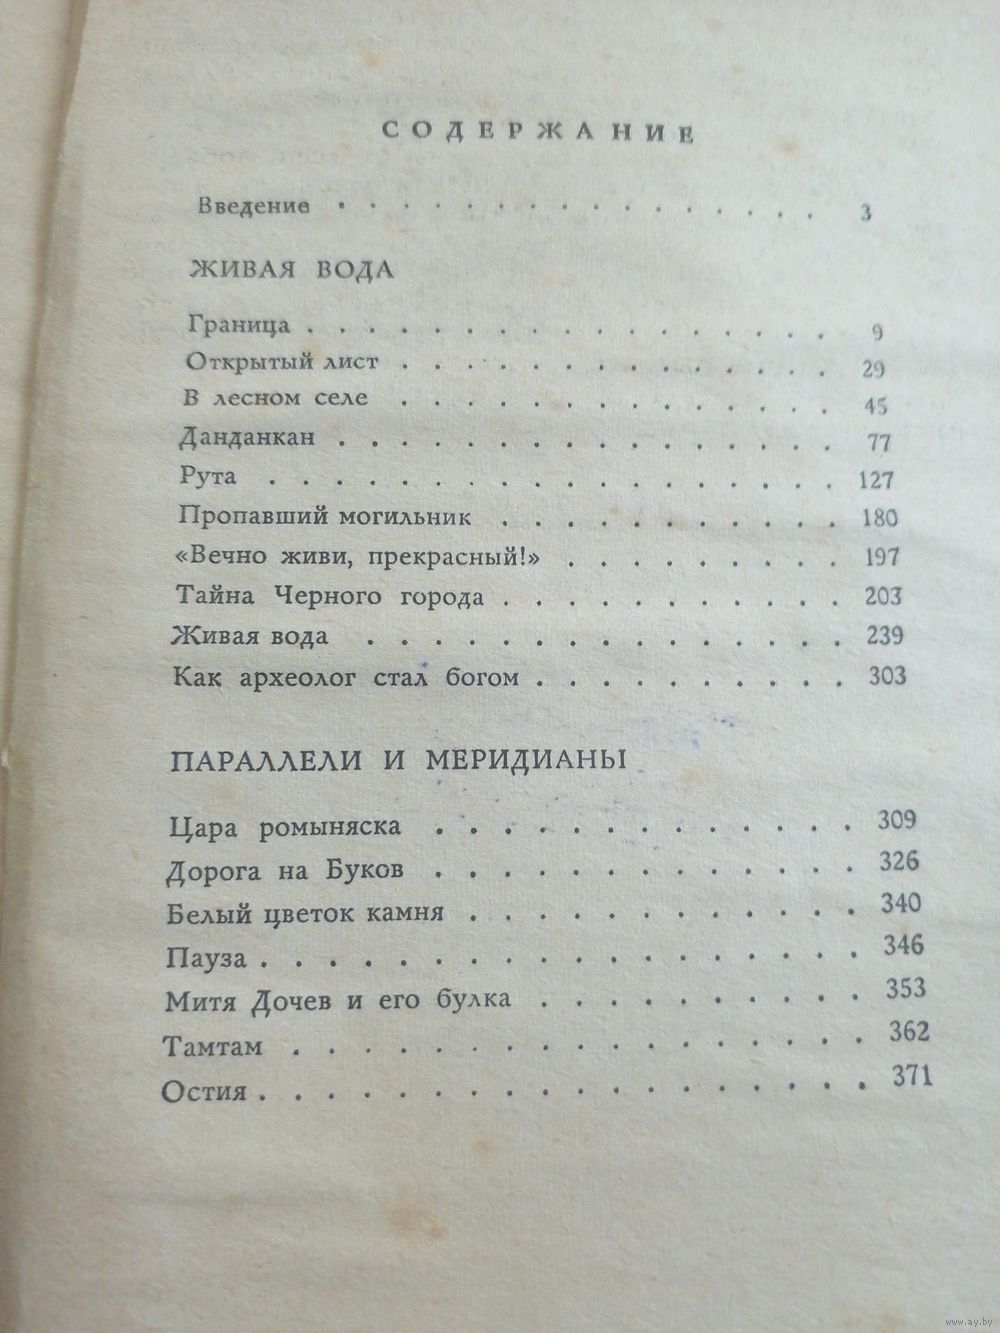 СОДЕРЖАНИЕ
Введение . . . . . . . . . . . . . . . . 3
ЖИВАЯ ВОДА
Граница . . . . . . . . . . . . . . . . . 9
Открытый лист . . . . . . . . . . . . . . 29
В лесном селе . . . . . . . . . . . . . . 45
Данданкан . . . . . . . . . . . . . . . . 77
Рута . . . . . . . . . . . . . . . . . 127
Пропавший могильник . . . . . . . . . . . 180
«Вечно живи, прекрасный!» . . . . . . . . . 197
Тайна Черного города . . . . . . . . . . . 203
Живая вода . . . . . . . . . . . . . . . 239
Как археолог стал богом . . . . . . . . . . 303
ПАРАЛЛЕЛИ И МЕРИДИАНЫ
Цара ромыняска . . . . . . . . . . . . . 309
Дорога на Буков . . . . . . . . . . . . . 326
Белый цветок камня . . . . . . . . . . . . 340
Пауза . . . . . . . . . . . . . . . . . 346
Митя Дочев и его булка . . . . . . . . . . 353
Тамтам . . . . . . . . . . . . . . . . 362
Остия . . . . . . . . . . . . . . . . . 371
www.ay.by